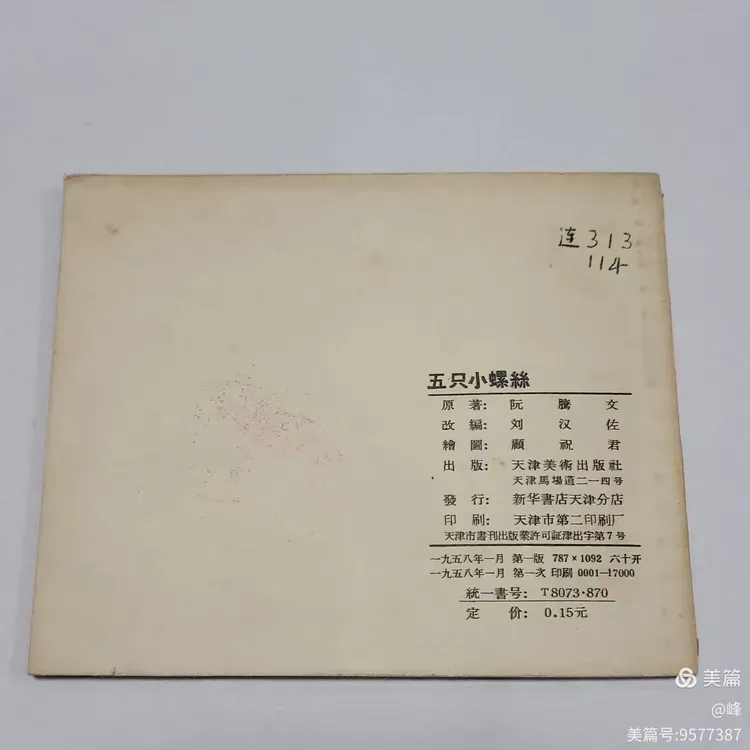 连313
114
五只小螺絲
原著: 阮騰文
改編: 刘汉佐
繪圖: 顧祝君
出版: 天津美術出版社
天津馬場道二一四号
發行: 新华書店天津分店
印刷: 天津市第二印刷厂
天津市書刊出版業許可証津出字第7号
一九五八年一月 第一版 787×1092 六十开
一九五八年一月 第一次 印刷 0001—17000
統一書号: T8073·870
定价: 0.15元
美篇
@峰
美篇号:9577387